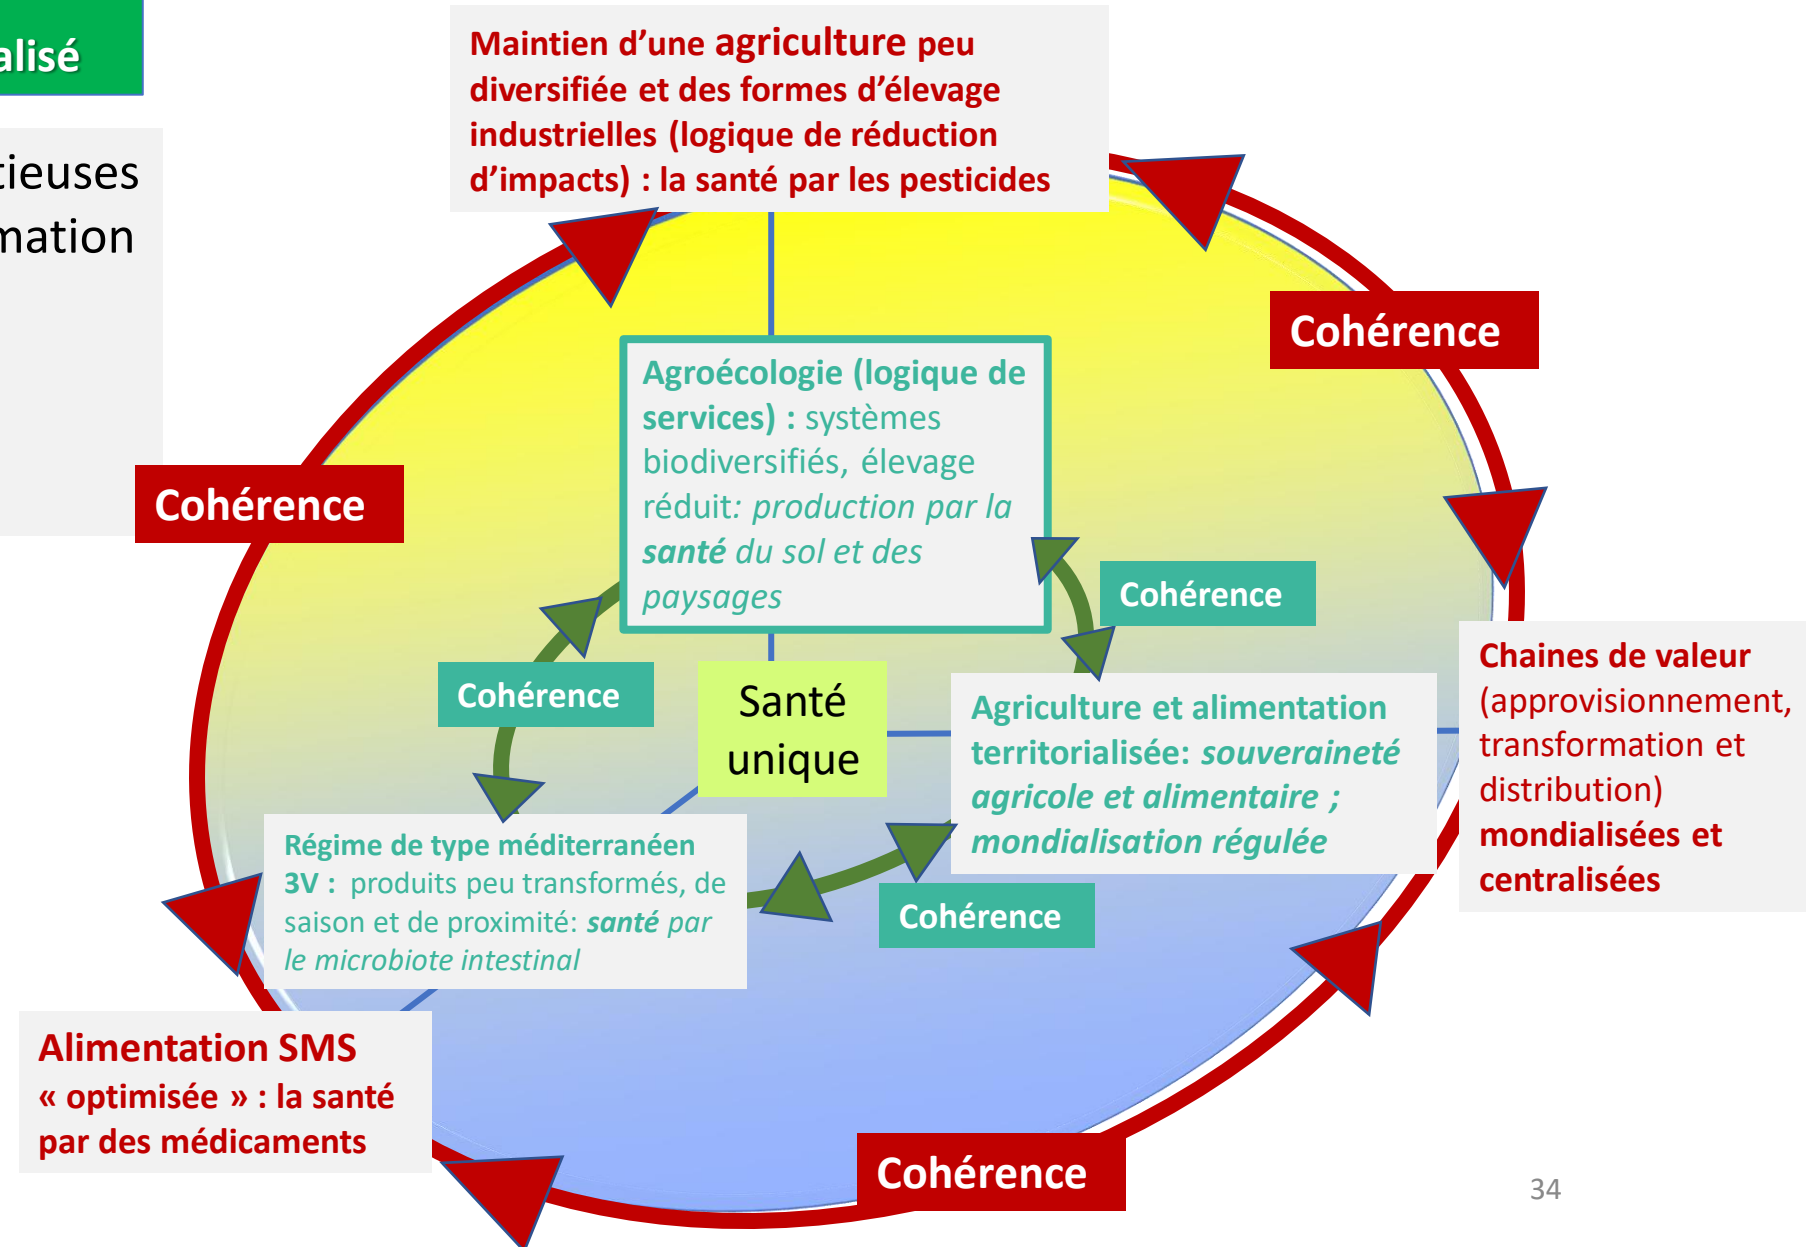 alisé
tieuses
mation
Maintien d’une agriculture peu
diversifiée et des formes d’élevage
industrielles (logique de réduction
d’impacts) : la santé par les pesticides
Cohérence
Cohérence
Agroécologie (logique de
services) : systèmes
biodiversifiés, élevage
réduit: production par la
santé du sol et des
paysages
Cohérence
Cohérence
Santé
unique
Agriculture et alimentation
territorialisée: souveraineté
agricole et alimentaire ;
mondialisation régulée
Chaines de valeur
(approvisionnement,
transformation et
distribution)
mondialisées et
centralisées
Régime de type méditerranéen
3V : produits peu transformés, de
saison et de proximité: santé par
le microbiote intestinal
Cohérence
Alimentation SMS
« optimisée » : la santé
par des médicaments
Cohérence
34